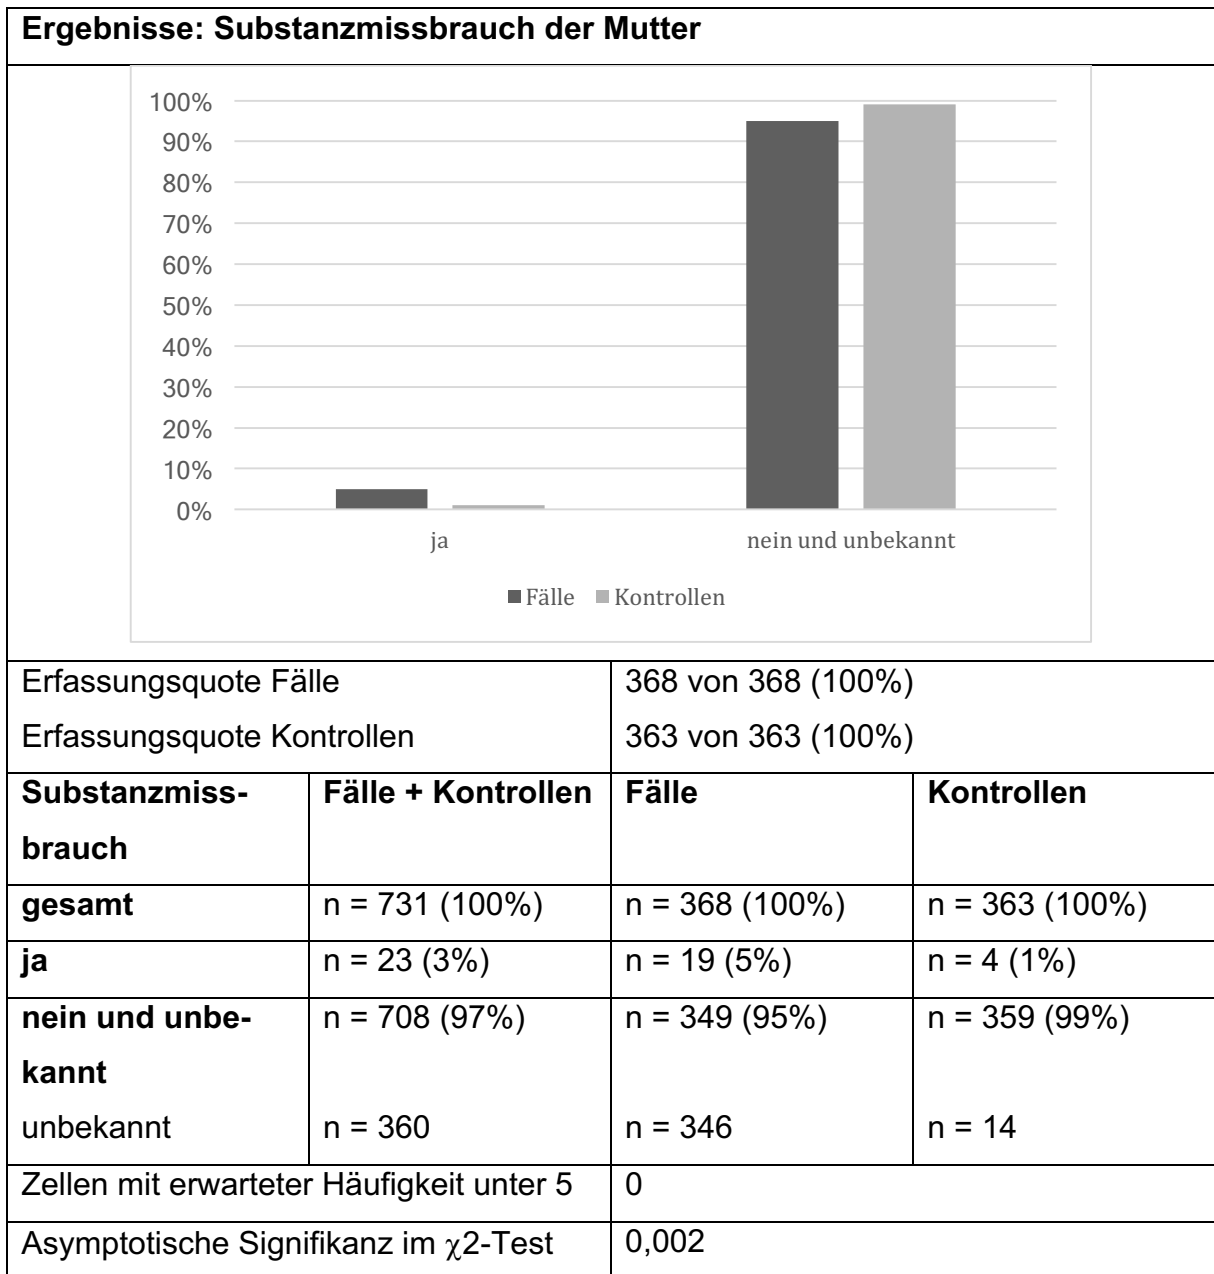 Ergebnisse: Substanzmissbrauch der Mutter
100%
90%
80%
70%
60%
50%
40%
30%
20%
10%
0%
ja nein und unbekannt
Fälle Kontrollen
Erfassungsquote Fälle 368 von 368 (100%)
Erfassungsquote Kontrollen 363 von 363 (100%)
Substanzmiss- Fälle + Kontrollen Fälle Kontrollen
brauch
gesamt n = 731 (100%) n = 368 (100%) n = 363 (100%)
ja n = 23 (3%) n = 19 (5%) n = 4 (1%)
nein und unbe- n = 708 (97%) n = 349 (95%) n = 359 (99%)
kannt
unbekannt n = 360 n = 346 n = 14
Zellen mit erwarteter Häufigkeit unter 5 0
Asymptotische Signifikanz im χ2-Test 0,002